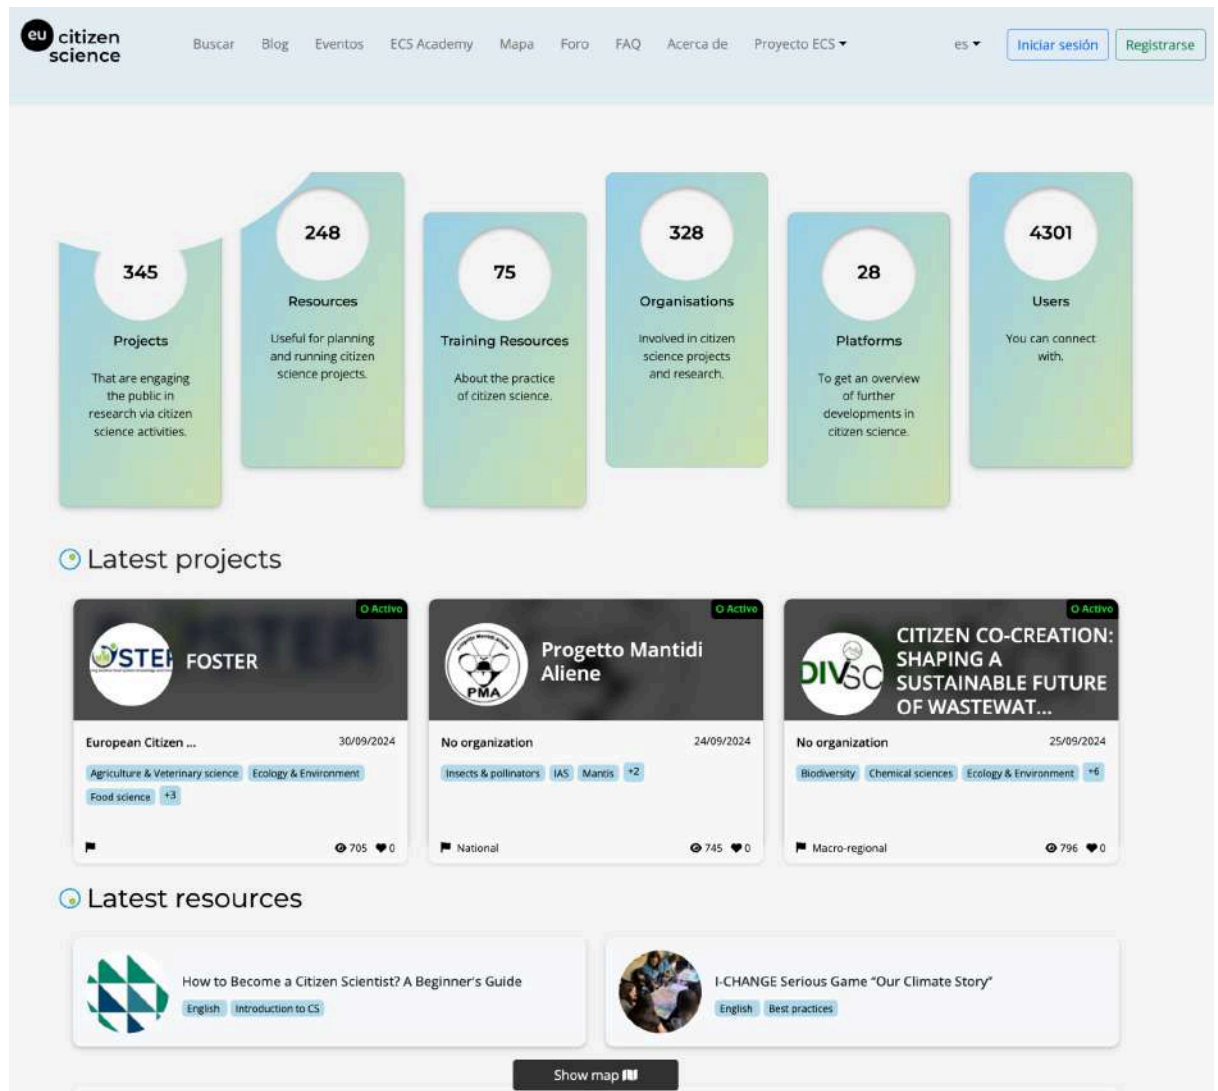 eu citizen
science
Buscar Blog Eventos ECS Academy Mapa Foro FAQ Acerca de Proyecto ECS es Iniciar sesión Registrarse
345
Projects
That are engaging
the public in
research via citizen
science activities.
248
Resources
Useful for planning
and running citizen
science projects.
75
Training Resources
About the practice
of citizen science.
328
Organisations
Involved in citizen
science projects
and research.
28
Platforms
To get an overview
of further
developments in
citizen science.
4301
Users
You can connect
with.
Latest projects
Activo
FOSTER
European Citizen ... 30/09/2024
Agriculture & Veterinary science Ecology & Environment
Food science +3
705 0
Activo
PMA
Progetto Mantidi
Aliene
No organization 24/09/2024
Insects & pollinators IAS Mantis +2
National 745 0
Activo
DIVSC
CITIZEN CO-CREATION:
SHAPING A
SUSTAINABLE FUTURE
OF WASTEWAT...
No organization 25/09/2024
Biodiversity Chemical sciences Ecology & Environment +6
Macro-regional 796 0
Latest resources
How to Become a Citizen Scientist? A Beginner's Guide
English Introduction to CS
I-CHANGE Serious Game “Our Climate Story”
English Best practices
Show map